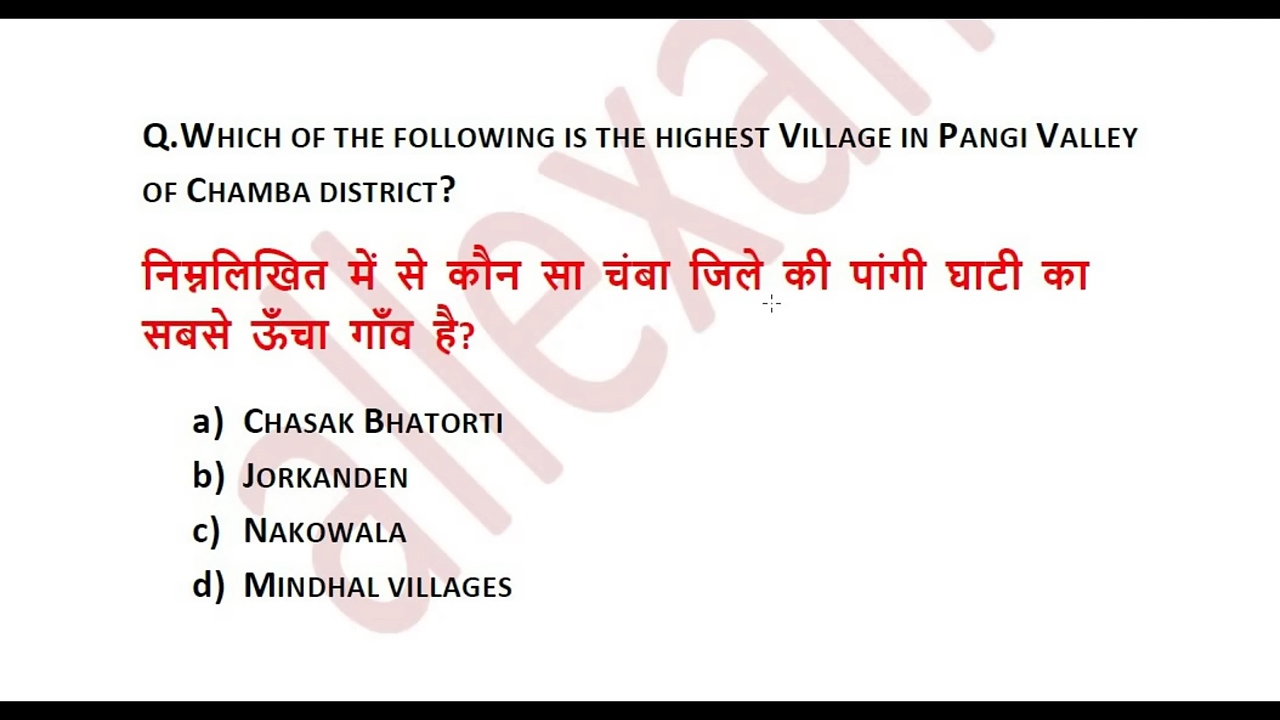 Q.Which of the following is the highest Village in Pangi Valley
of Chamba district?
निम्नलिखित में से कौन सा चंबा जिले की पांगी घाटी का
सबसे ऊँचा गाँव है?
a) Chasak Bhatorti
b) Jorkanden
c) Nakowala
d) Mindhal villages
allexam